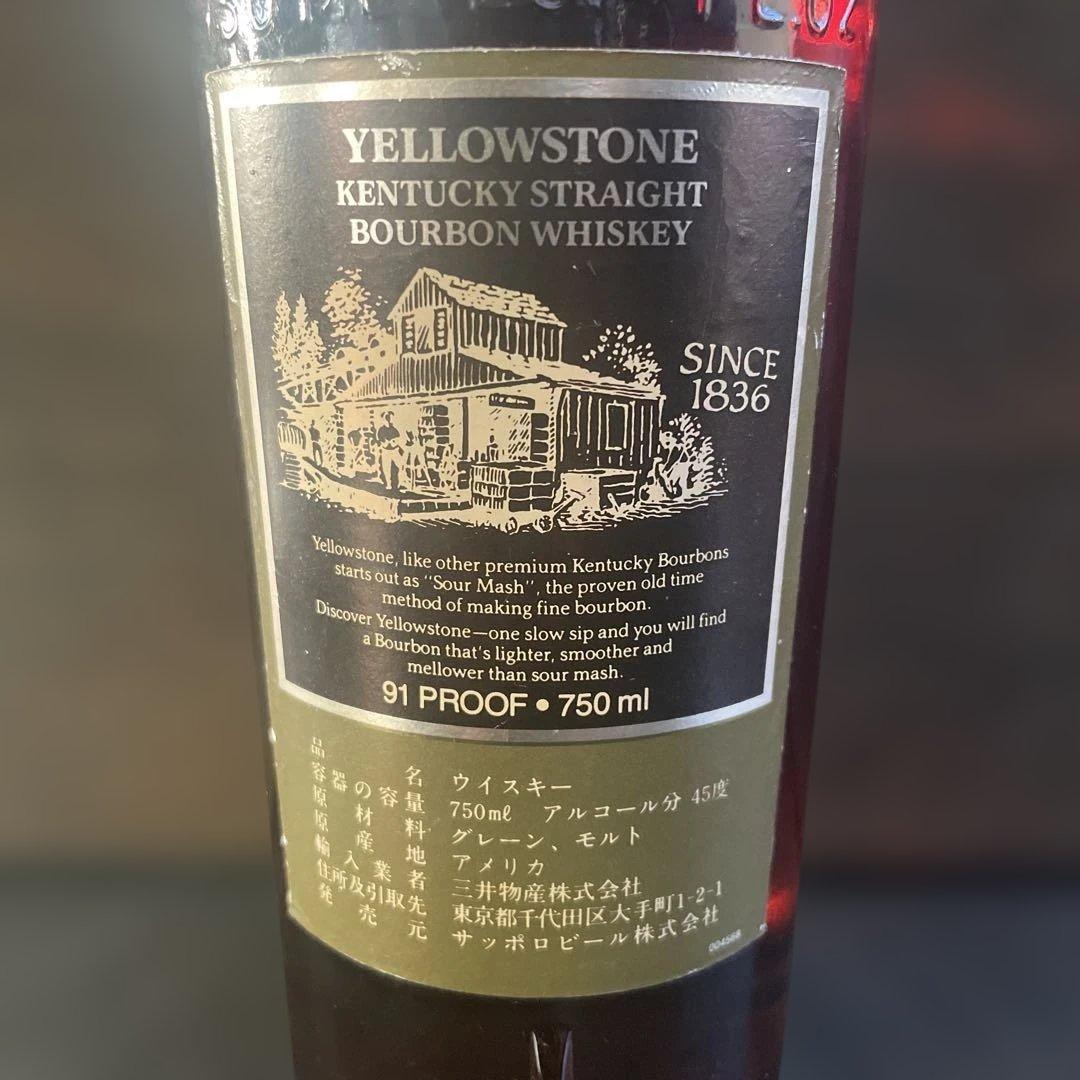 YELLOWSTONE
KENTUCKY STRAIGHT
BOURBON WHISKEY
SINCE
1836
Yellowstone, like other premium Kentucky Bourbons
starts out as "Sour Mash", the proven old time
method of making fine bourbon.
Discover Yellowstone—one slow sip and you will find
a Bourbon that's lighter, smoother and
mellower than sour mash.
91 PROOF • 750 ml
品名 ウイスキー
容器の容量 750mℓ アルコール分 45度
原材料 グレーン、モルト
原産地 アメリカ
輸入業者 三井物産株式会社
住所及引取先 東京都千代田区大手町1-2-1
発売元 サッポロビール株式会社
004566